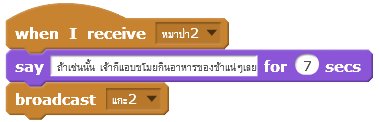 when I receive หมาป่า2
say ถ้าเช่นนั้น เจ้าก็แอบขโมยกินอาหารของข้าแน่ๆเลย for 7 secs
broadcast แกะ2